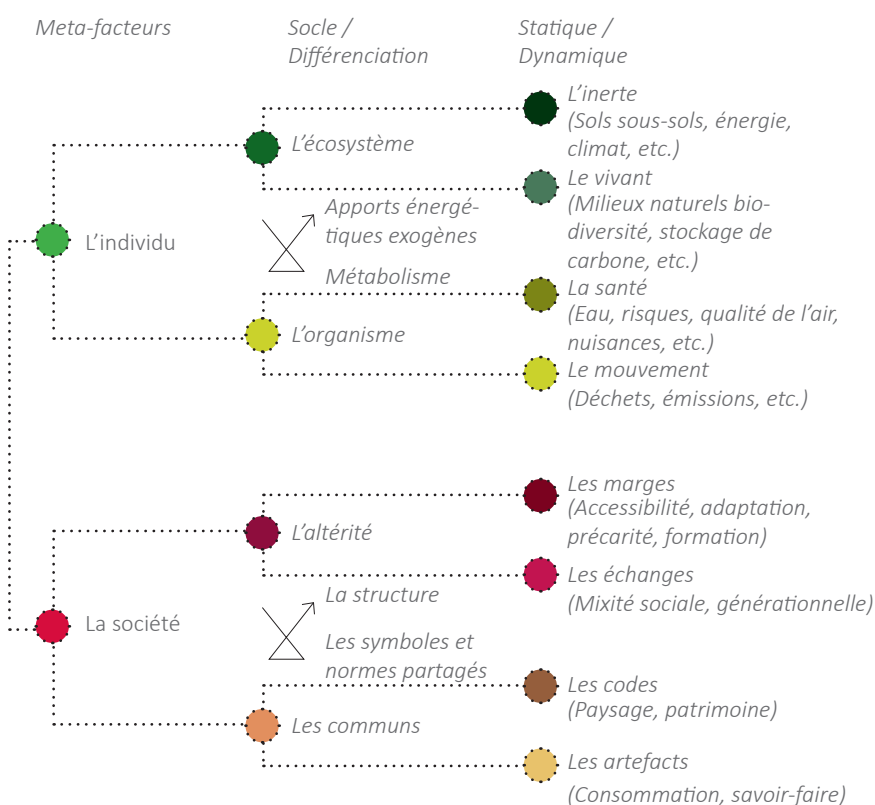 Meta-facteurs
Socle /
Différenciation
Statique /
Dynamique
L'inerte
(Sols sous-sols, énergie,
climat, etc.)
L'écosystème
Le vivant
(Milieux naturels bio-
diversité, stockage de
carbone, etc.)
Apports énergé-
tiques exogènes
L'individu
Métabolisme
La santé
(Eau, risques, qualité de l'air,
nuisances, etc.)
L'organisme
Le mouvement
(Déchets, émissions, etc.)
Les marges
(Accessibilité, adaptation,
précarité, formation)
L'altérité
Les échanges
(Mixité sociale, générationnelle)
La structure
La société
Les symboles et
normes partagés
Les codes
(Paysage, patrimoine)
Les communs
Les artefacts
(Consommation, savoir-faire)